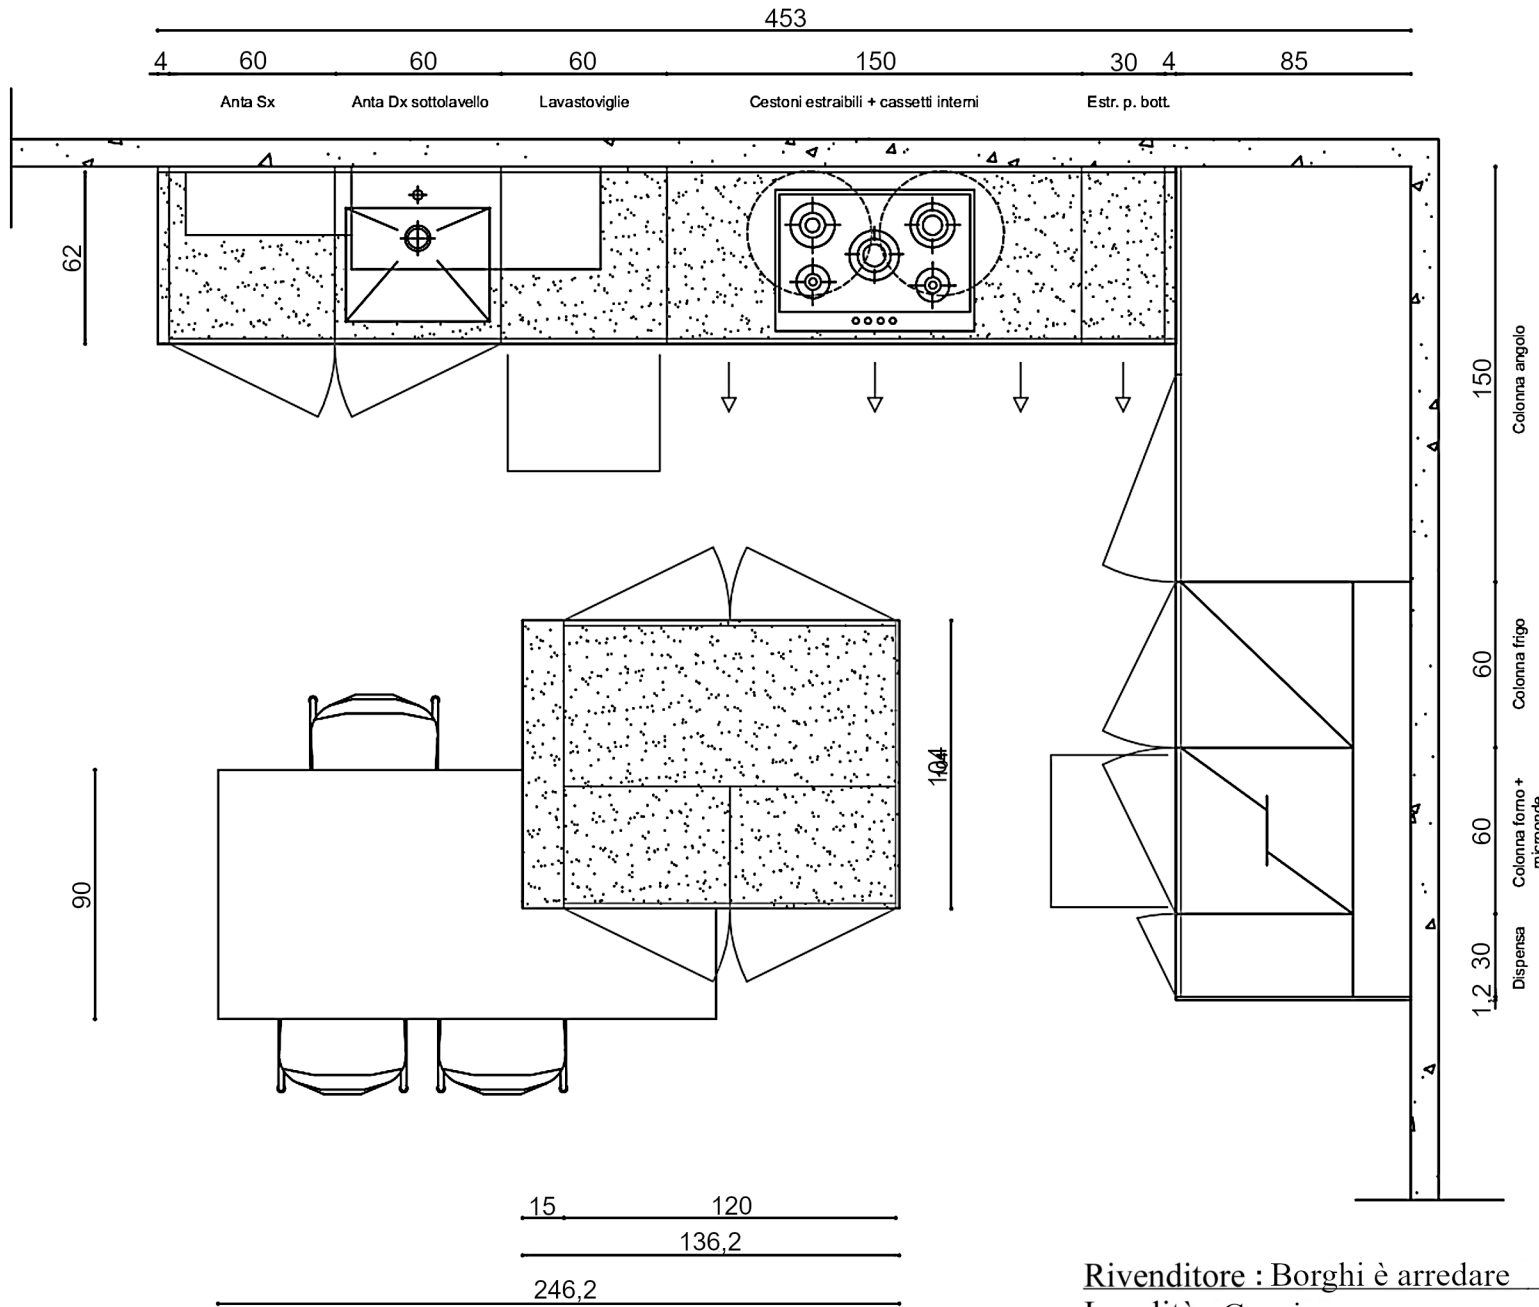 453
4 60 60 60 150 30 4 85
Anta Sx Anta Dx sottolavello Lavastoviglie Cestoni estraibili + cassetti interni Estr. p. bott.
62
150 Colonna angolo
60 Colonna frigo
60 Colonna forno +
30 Dispensa
1,2
104
90
15 120
136,2
246,2
Rivenditore : Borghi è arredare